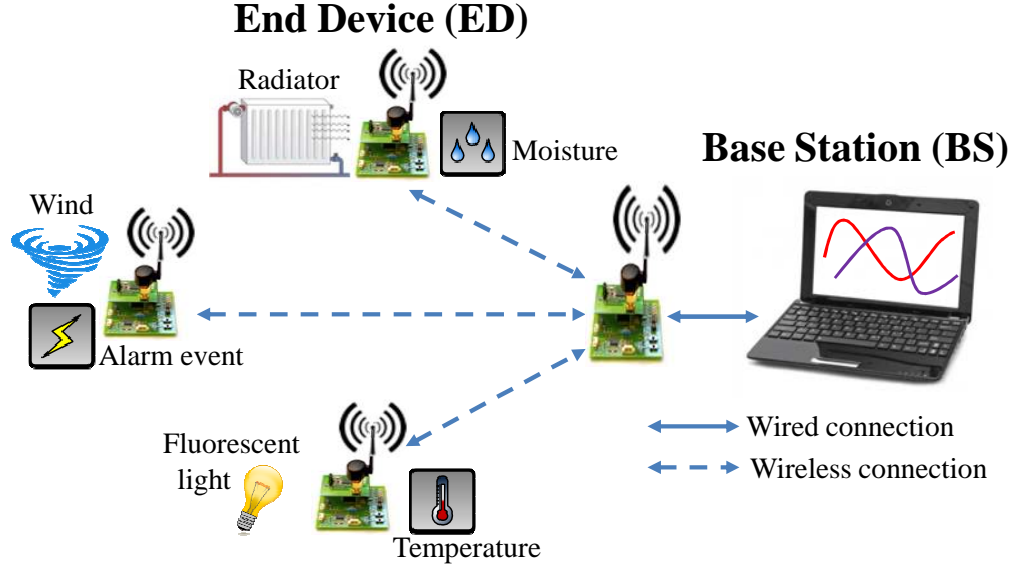 End Device (ED)
Radiator
Moisture
Base Station (BS)
Wind
Alarm event
Fluorescent
light
Temperature
Wired connection
Wireless connection